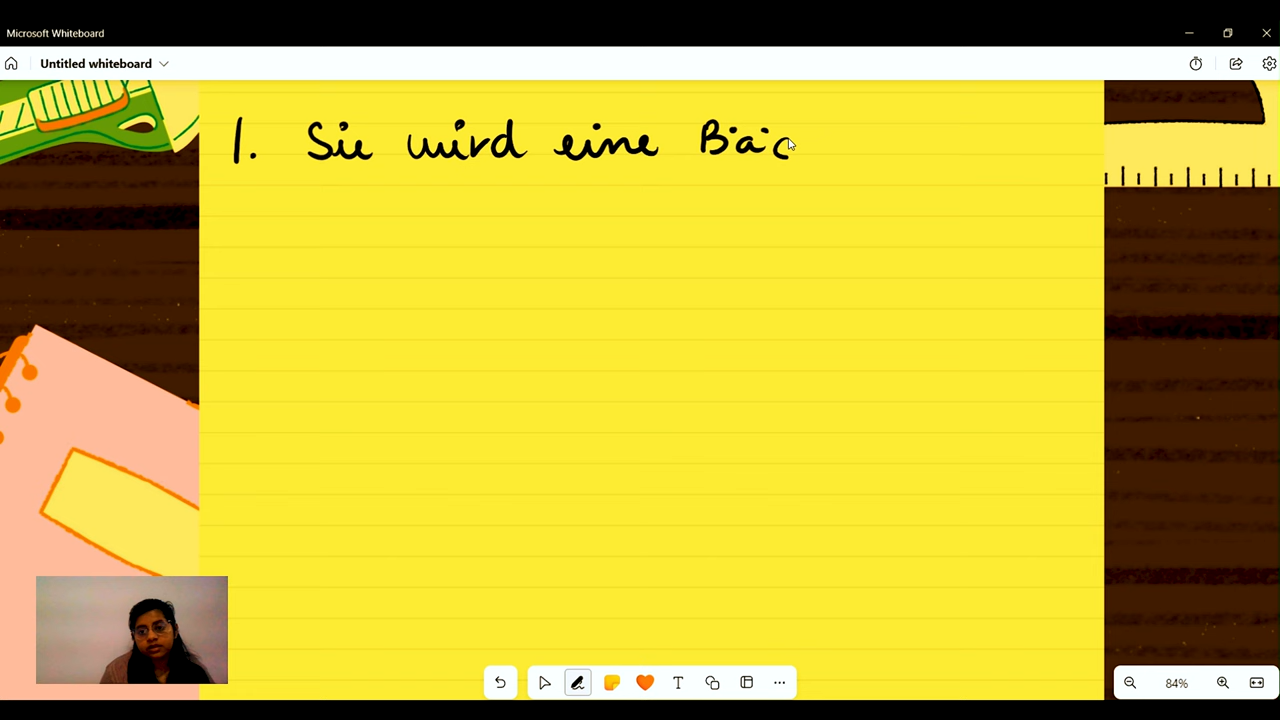 Microsoft Whiteboard
Untitled whiteboard
1. Sie wird eine Bäc
T
84%